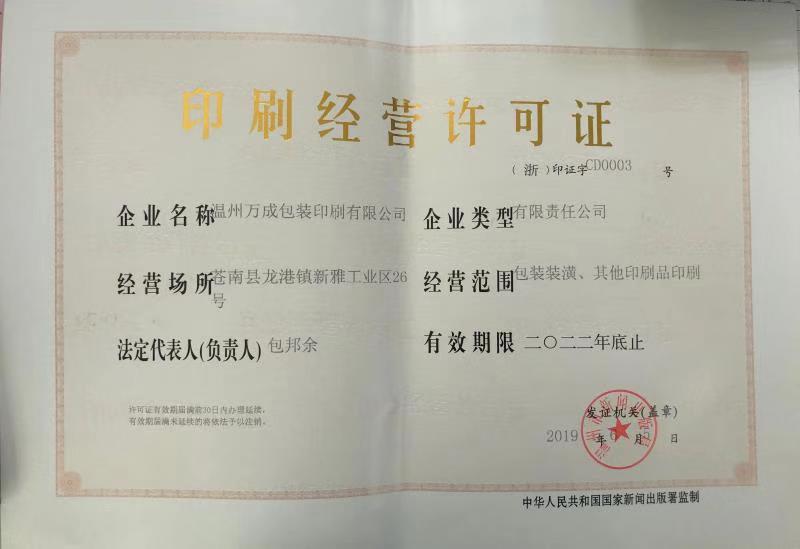 印刷经营许可证
（浙）印证字CD0003 号
企业名称 温州万成包装印刷有限公司
企业类型 有限责任公司
经营场所 苍南县龙港镇新雅工业区26
号
经营范围 包装装潢、其他印刷品印刷
法定代表人(负责人) 包邦余
有效期限 二〇二二年底止
许可证有效期届满前30日内办理延续，
有效期届满未延续的将依法予以注销。
发证机关(盖章)
2019 年 6 月 5 日
中华人民共和国国家新闻出版署监制